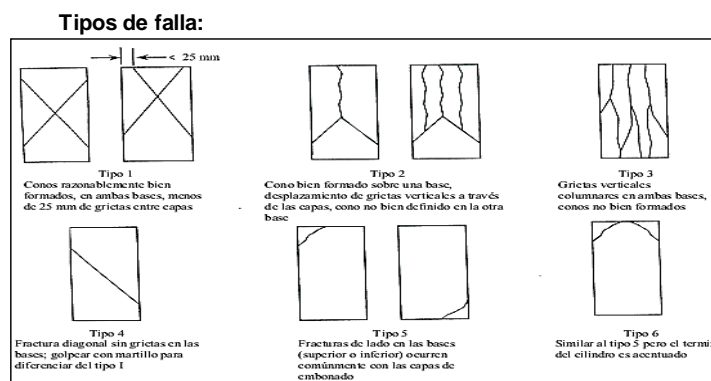 Tipos de falla:
< 25 mm
Tipo 1
Conos razonablemente bien
formados, en ambas bases, menos
de 25 mm de grietas entre capas
Tipo 2
Cono bien formado sobre una base,
desplazamiento de grietas verticales a través
de las capas, cono no bien definido en la otra
base
Tipo 3
Grietas verticales
columnares en ambas bases,
conos no bien formados
Tipo 4
Fractura diagonal sin grietas en las
bases; golpear con martillo para
diferenciar del tipo I
Tipo 5
Fracturas de lado en las bases
(superior o inferior) ocurren
comúnmente con las capas de
embonado
Tipo 6
Similar al tipo 5 pero el termi
del cilindro es acentuado